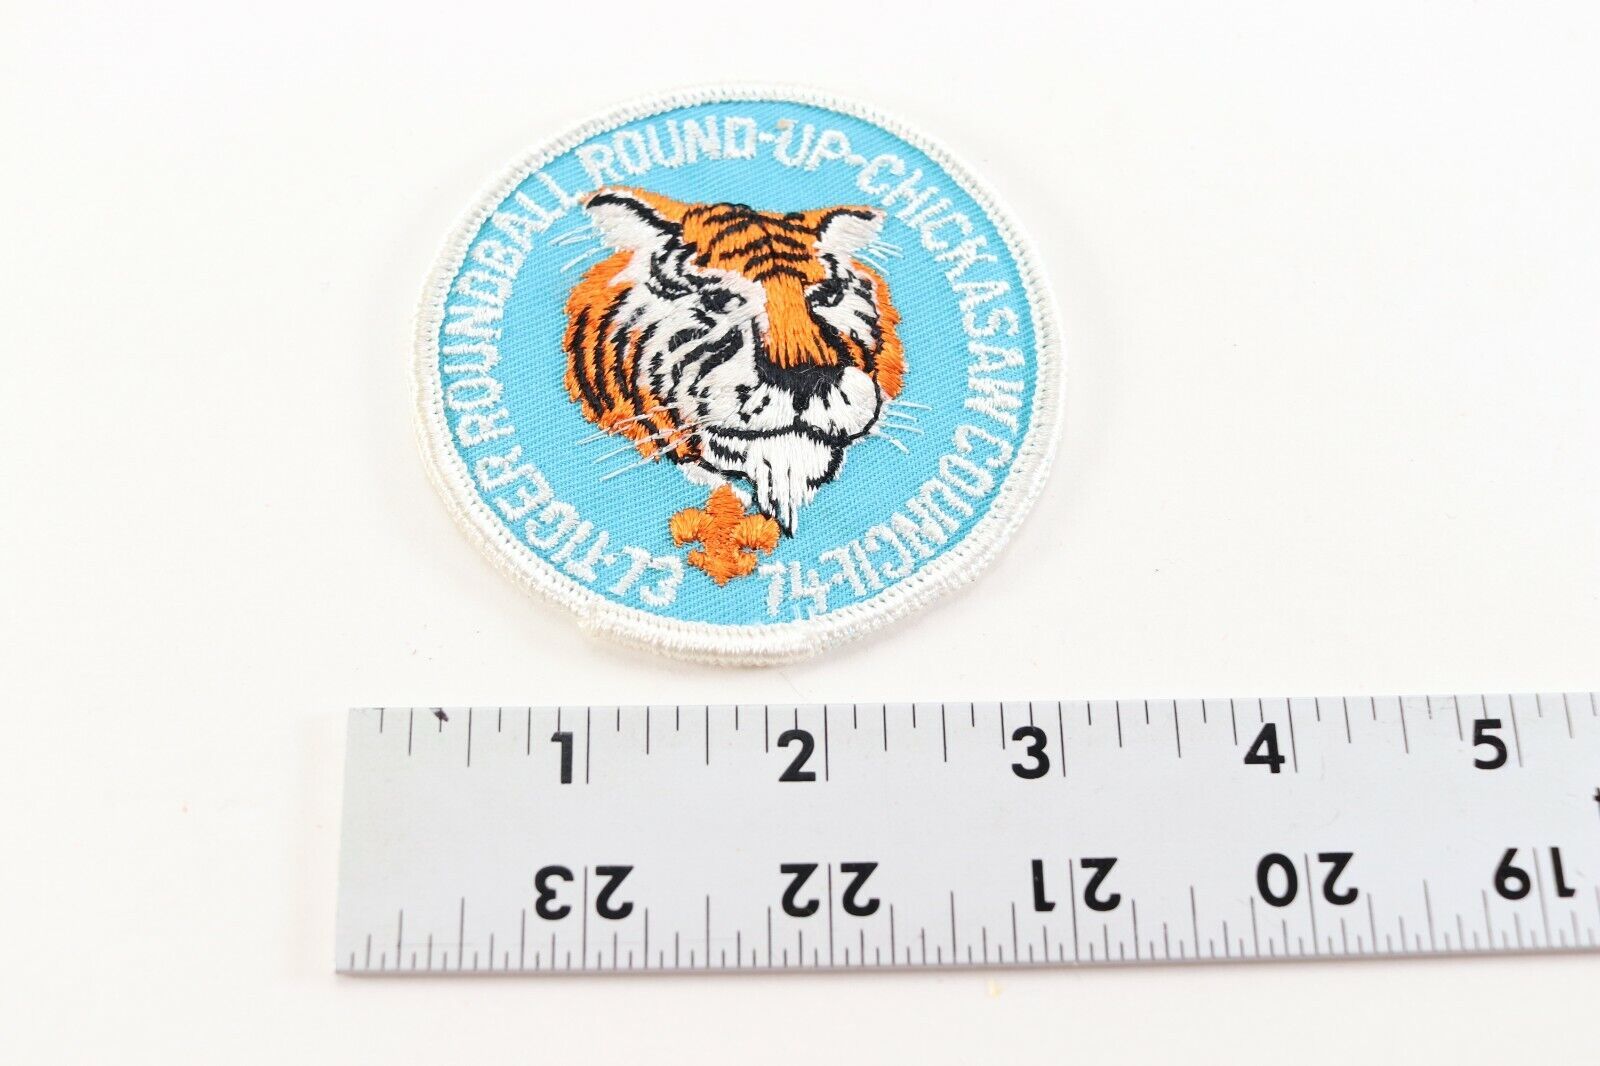 TIGER ROUNDBALL ROUND-UP-CHICKASAW COUNCIL-
73 74
1 2 3 4 5
23 22 21 20 19